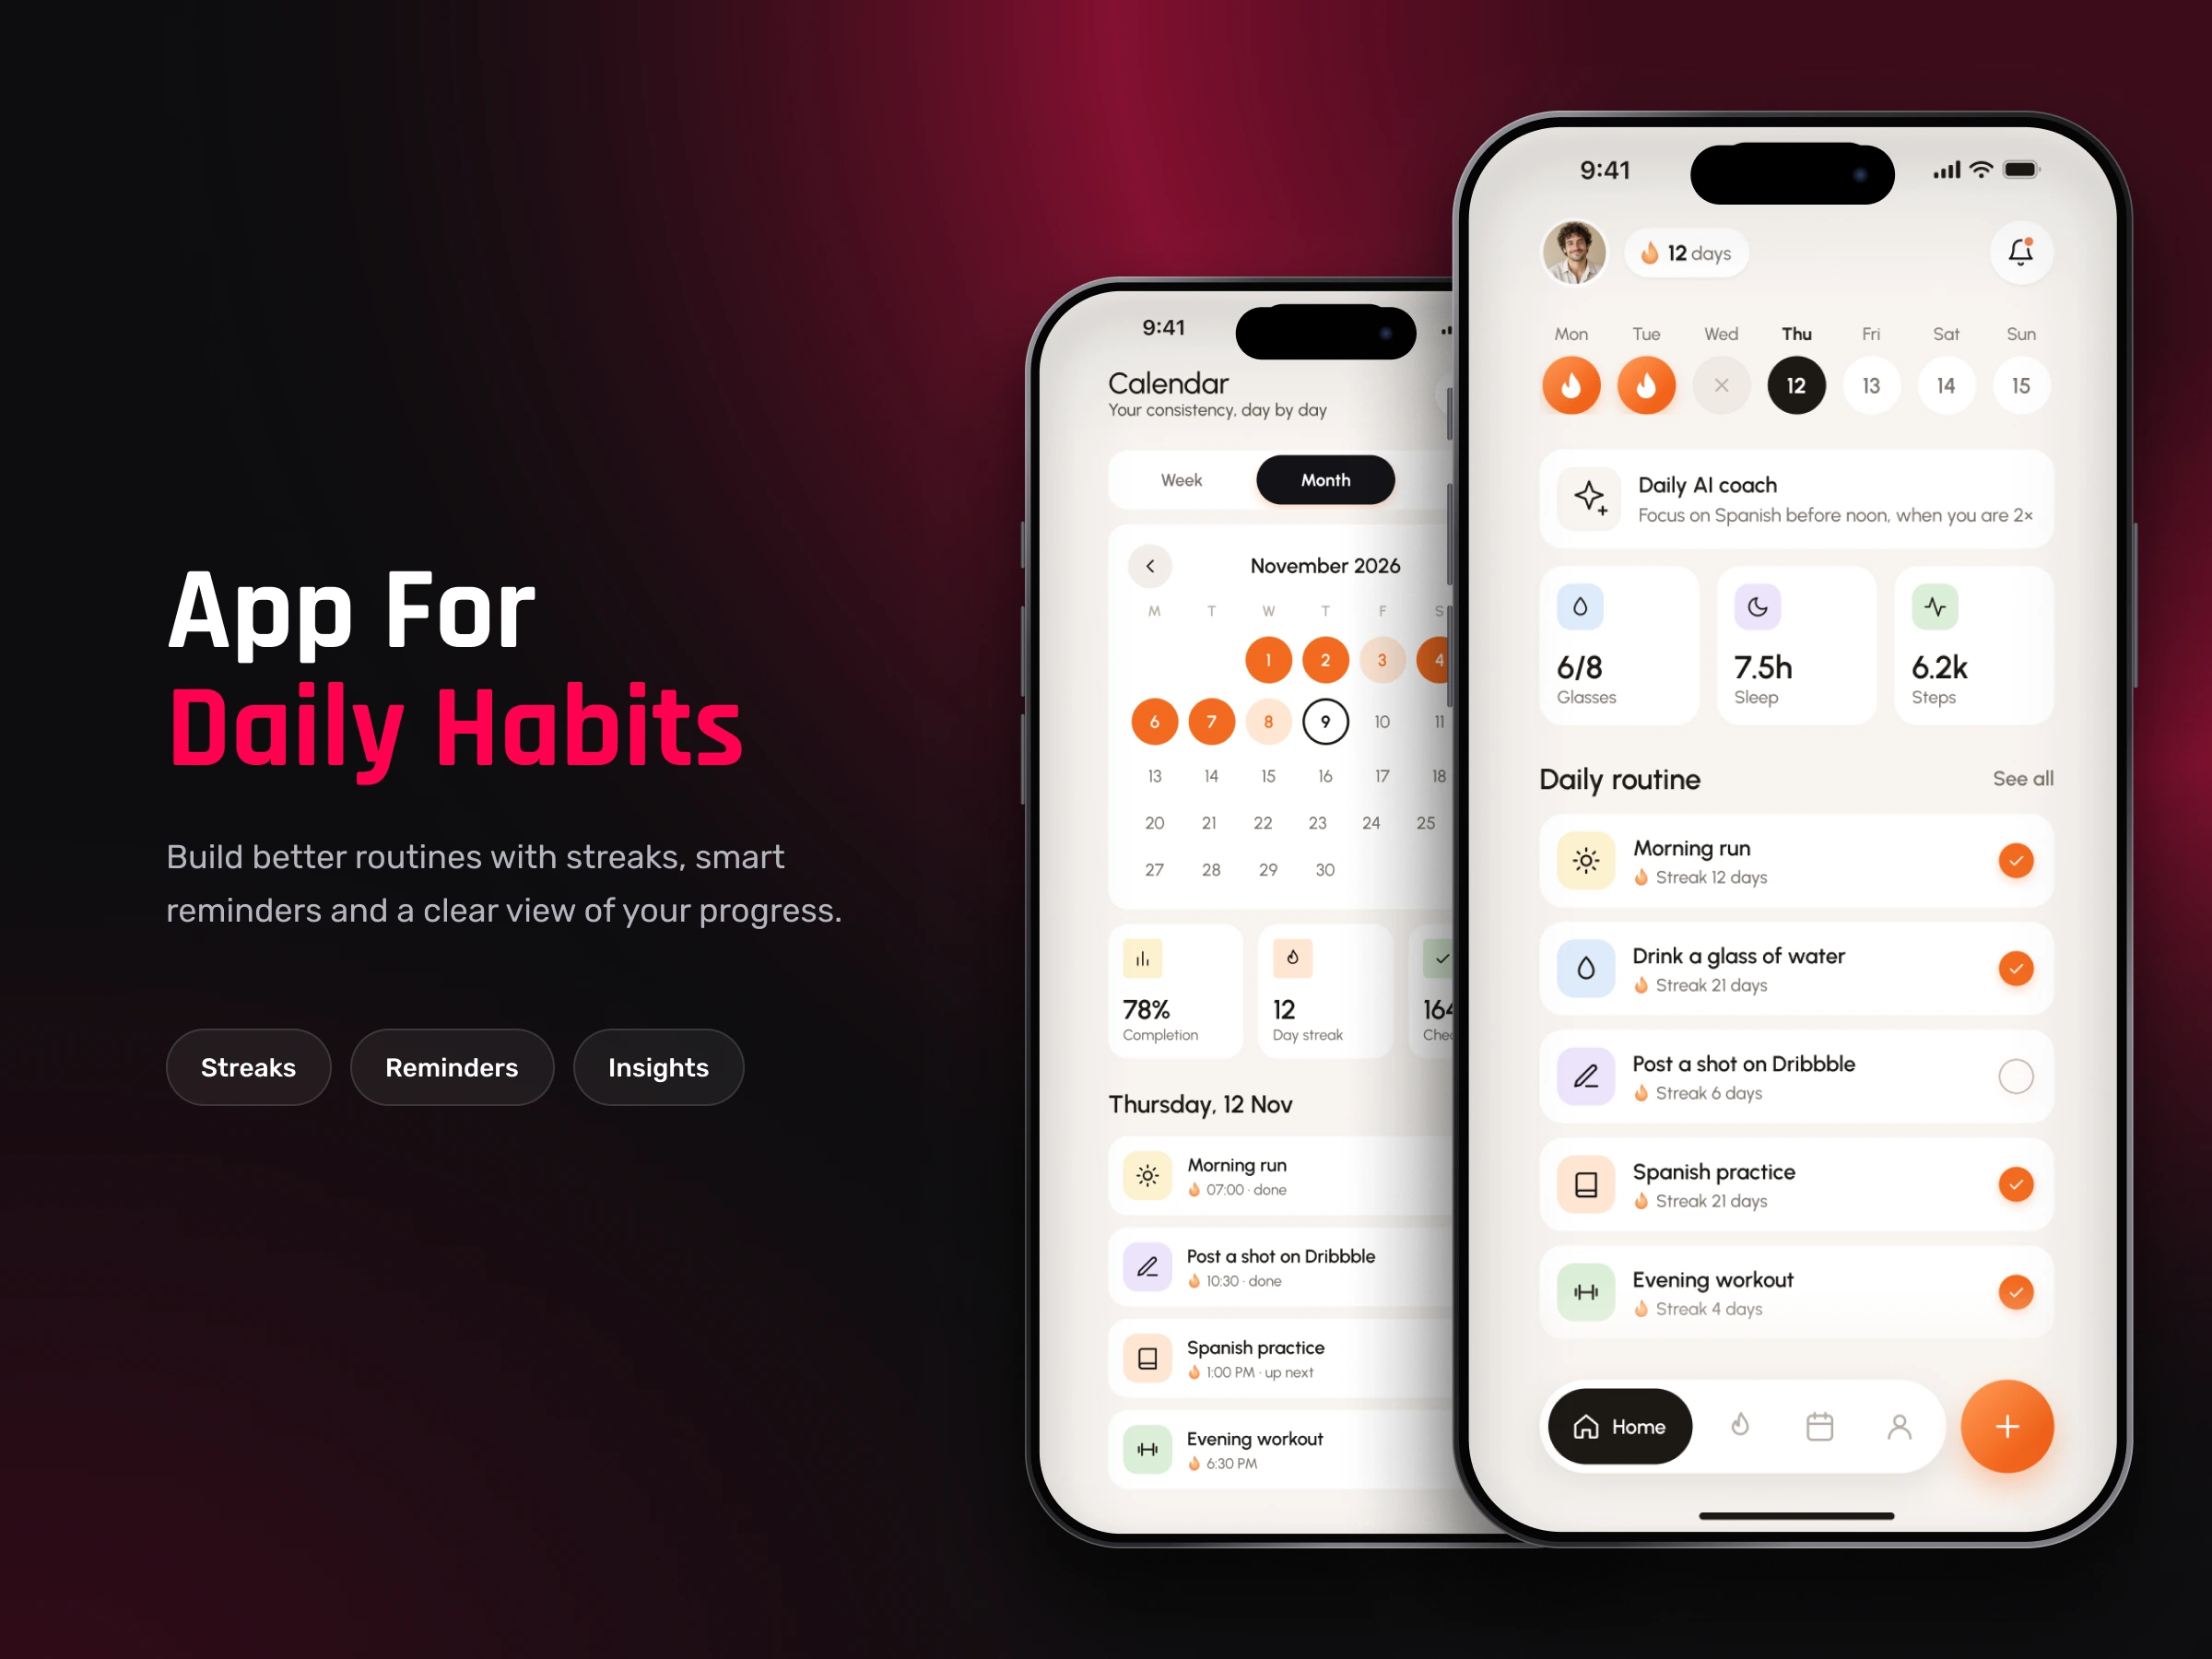 App For
Daily Habits
Build better routines with streaks, smart
reminders and a clear view of your progress.
Streaks Reminders Insights
9:41
Calendar
Your consistency, day by day
Week Month
November 2026
M T W T F S
1 2 3 4
6 7 8 9 10 11
13 14 15 16 17 18
20 21 22 23 24 25
27 28 29 30
78% 12 164
Completion Day streak
Thursday, 12 Nov
Morning run
07:00 · done
Post a shot on Dribbble
10:30 · done
Spanish practice
1:00 PM · up next
Evening workout
6:30 PM
9:41
12 days
Mon Tue Wed Thu Fri Sat Sun
12 13 14 15
Daily AI coach
Focus on Spanish before noon, when you are 2×
6/8 7.5h 6.2k
Glasses Sleep Steps
Daily routine See all
Morning run
Streak 12 days
Drink a glass of water
Streak 21 days
Post a shot on Dribbble
Streak 6 days
Spanish practice
Streak 21 days
Evening workout
Streak 4 days
Home